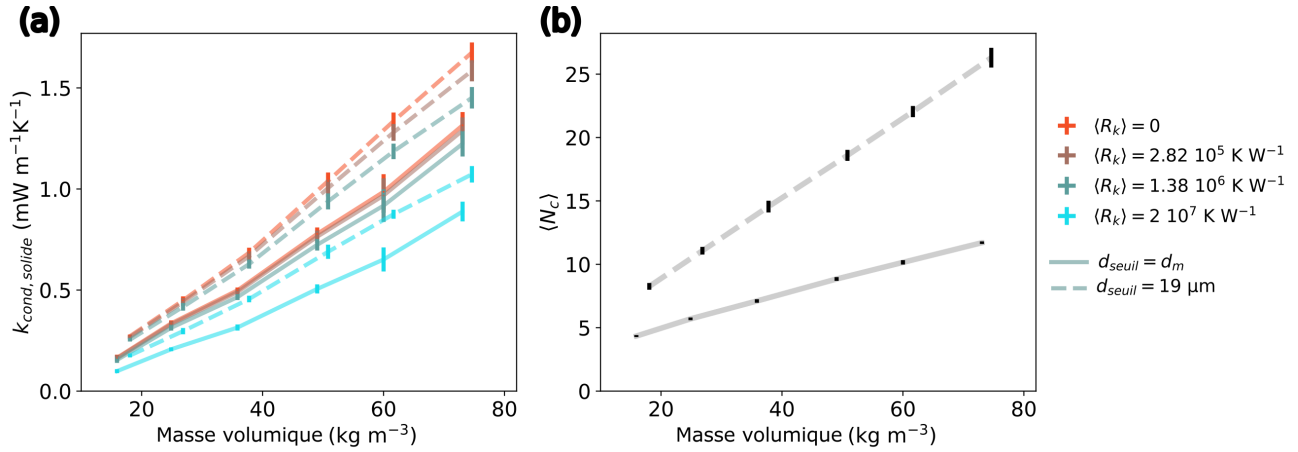 (a)
k_cond,solide (mW m⁻¹K⁻¹)
1.5
1.0
0.5
0.0
20
40
60
80
Masse volumique (kg m⁻³)
(b)
⟨N_c⟩
25
20
15
10
5
0
20
40
60
80
Masse volumique (kg m⁻³)
⟨R_k⟩ = 0
⟨R_k⟩ = 2.82 10⁵ K W⁻¹
⟨R_k⟩ = 1.38 10⁶ K W⁻¹
⟨R_k⟩ = 2 10⁷ K W⁻¹
d_seuil = d_m
d_seuil = 19 μm